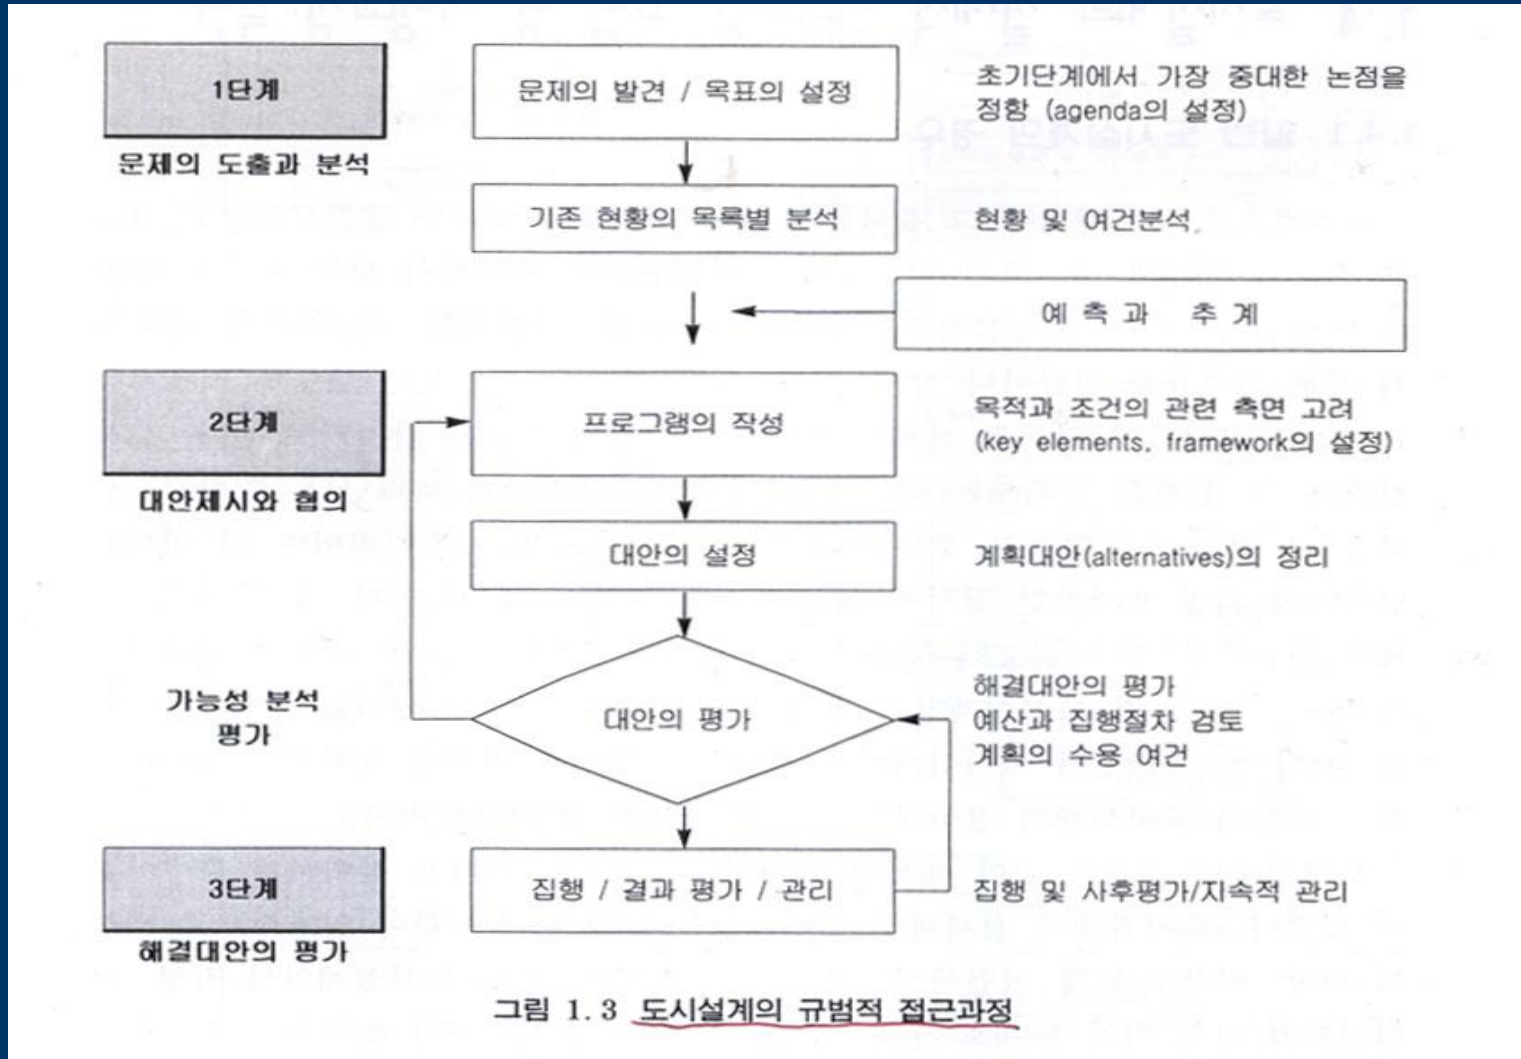 1단계
문제의 발견 / 목표의 설정
초기단계에서 가장 중대한 논점을
정함 (agenda의 설정)
문제의 도출과 분석
기존 현황의 목록별 분석
현황 및 여건분석
예 측 과 추 계
2단계
프로그램의 작성
목적과 조건의 관련 측면 고려
(key elements, framework의 설정)
대안제시와 협의
대안의 설정
계획대안(alternatives)의 정리
가능성 분석
평가
대안의 평가
해결대안의 평가
예산과 집행절차 검토
계획의 수용 여건
3단계
집행 / 결과 평가 / 관리
집행 및 사후평가/지속적 관리
해결대안의 평가
그림 1.3 도시설계의 규범적 접근과정